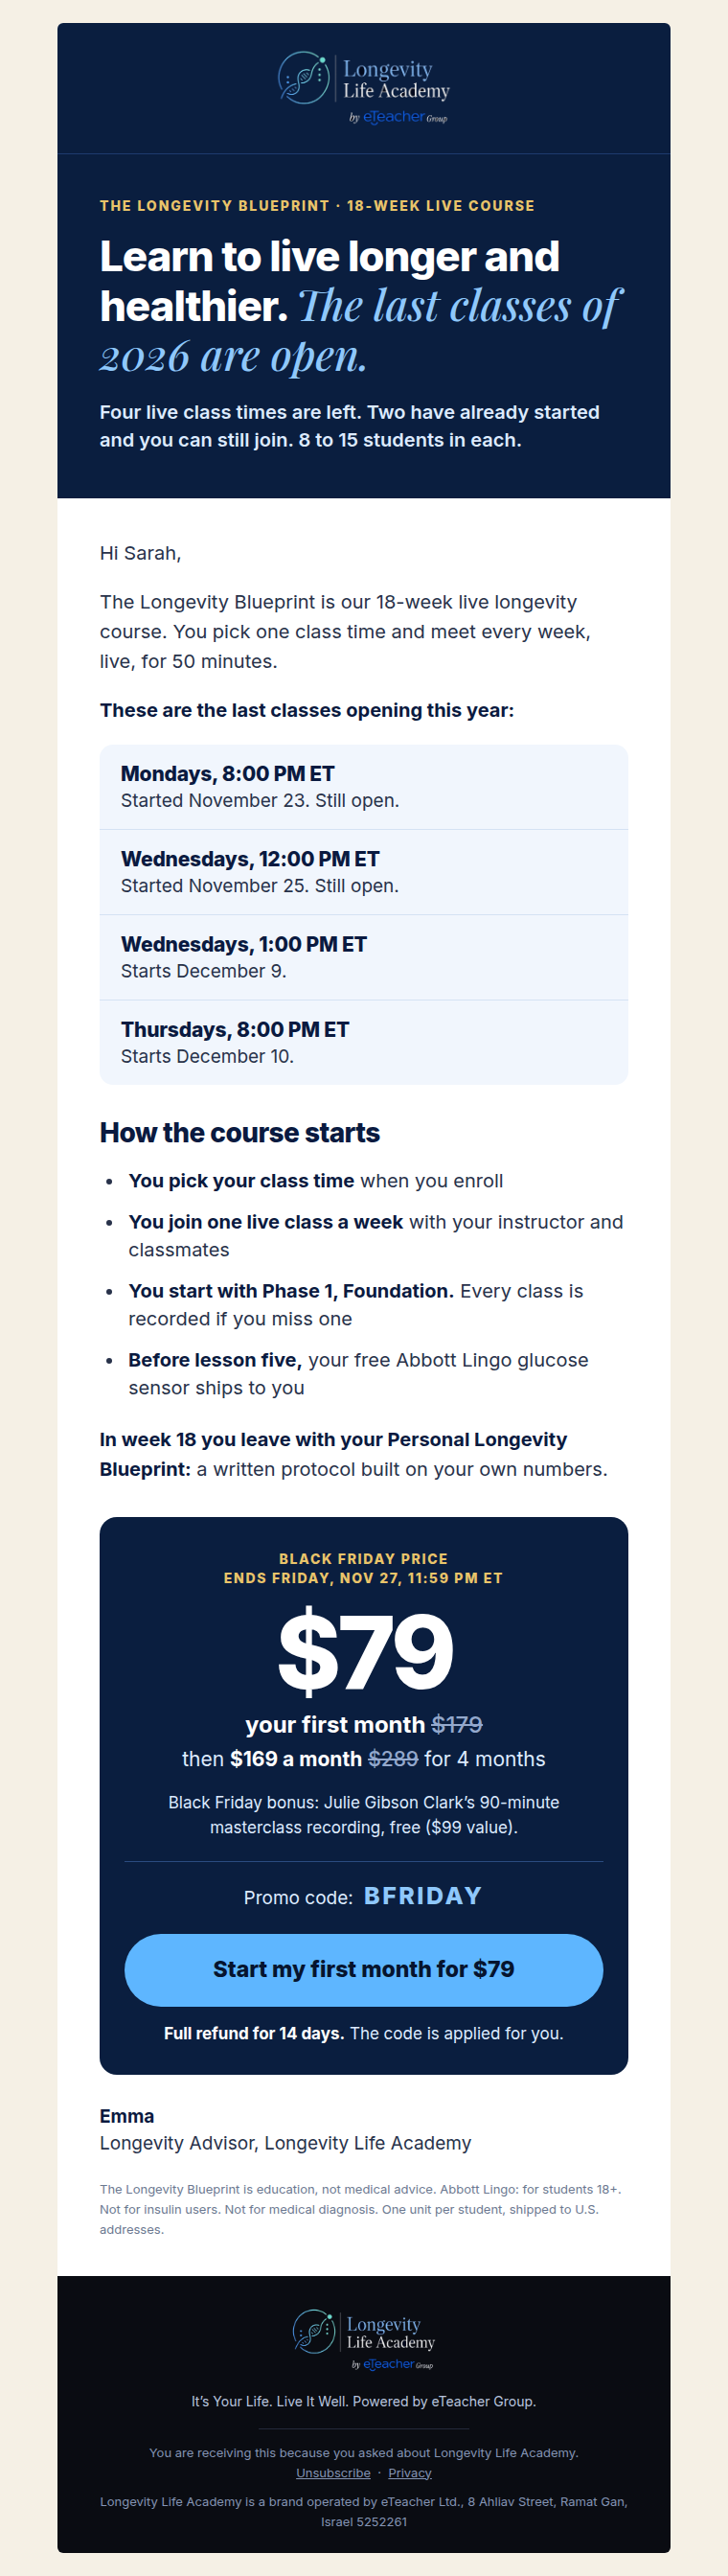 Longevity
Life Academy
by eTeacher Group
THE LONGEVITY BLUEPRINT · 18-WEEK LIVE COURSE
Learn to live longer and
healthier. The last classes of
2026 are open.
Four live class times are left. Two have already started
and you can still join. 8 to 15 students in each.
Hi Sarah,
The Longevity Blueprint is our 18-week live longevity
course. You pick one class time and meet every week,
live, for 50 minutes.
These are the last classes opening this year:
Mondays, 8:00 PM ET
Started November 23. Still open.
Wednesdays, 12:00 PM ET
Started November 25. Still open.
Wednesdays, 1:00 PM ET
Starts December 9.
Thursdays, 8:00 PM ET
Starts December 10.
How the course starts
• You pick your class time when you enroll
• You join one live class a week with your instructor and
classmates
• You start with Phase 1, Foundation. Every class is
recorded if you miss one
• Before lesson five, your free Abbott Lingo glucose
sensor ships to you
In week 18 you leave with your Personal Longevity
Blueprint: a written protocol built on your own numbers.
BLACK FRIDAY PRICE
ENDS FRIDAY, NOV 27, 11:59 PM ET
$79
your first month $179
then $169 a month $289 for 4 months
Black Friday bonus: Julie Gibson Clark’s 90-minute
masterclass recording, free ($99 value).
Promo code: BFRIDAY
Start my first month for $79
Full refund for 14 days. The code is applied for you.
Emma
Longevity Advisor, Longevity Life Academy
The Longevity Blueprint is education, not medical advice. Abbott Lingo: for students 18+.
Not for insulin users. Not for medical diagnosis. One unit per student, shipped to U.S.
addresses.
Longevity
Life Academy
by eTeacher Group
It’s Your Life. Live It Well. Powered by eTeacher Group.
You are receiving this because you asked about Longevity Life Academy.
Unsubscribe · Privacy
Longevity Life Academy is a brand operated by eTeacher Ltd., 8 Ahliav Street, Ramat Gan,
Israel 5252261